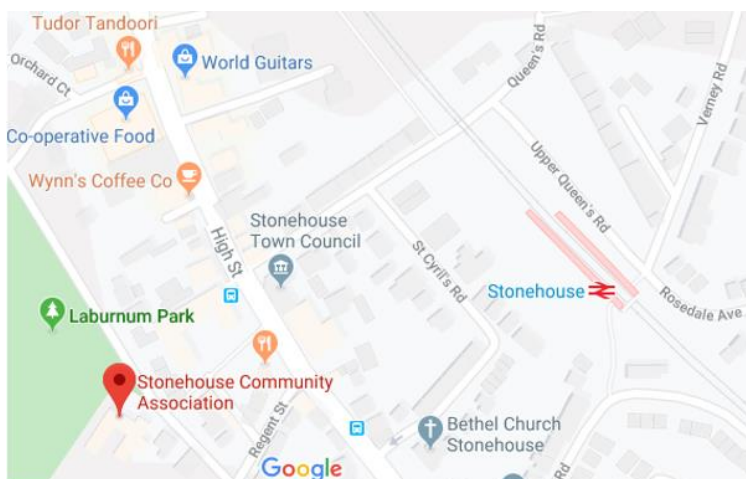 Tudor Tandoori
Orchard Ct
World Guitars
Queen's Rd
Verney Rd
Co-operative Food
Upper Queen's Rd
Wynn's Coffee Co
Stonehouse
Town Council
High St
St Cyril's Rd
Stonehouse
Rosedale Ave
Laburnum Park
Stonehouse Community
Association
Regent St
Bethel Church
Stonehouse
Google
Rd